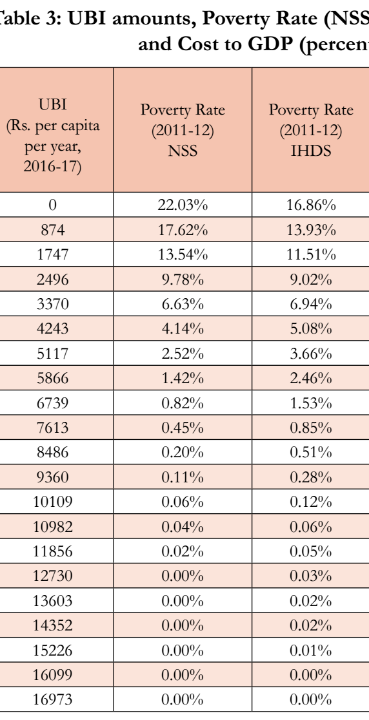 Table 3: UBI amounts, Poverty Rate (NSS
and Cost to GDP (percent
UBI
(Rs. per capita
per year,
2016-17)
Poverty Rate
(2011-12)
NSS
Poverty Rate
(2011-12)
IHDS
0 22.03% 16.86%
874 17.62% 13.93%
1747 13.54% 11.51%
2496 9.78% 9.02%
3370 6.63% 6.94%
4243 4.14% 5.08%
5117 2.52% 3.66%
5866 1.42% 2.46%
6739 0.82% 1.53%
7613 0.45% 0.85%
8486 0.20% 0.51%
9360 0.11% 0.28%
10109 0.06% 0.12%
10982 0.04% 0.06%
11856 0.02% 0.05%
12730 0.00% 0.03%
13603 0.00% 0.02%
14352 0.00% 0.02%
15226 0.00% 0.01%
16099 0.00% 0.00%
16973 0.00% 0.00%